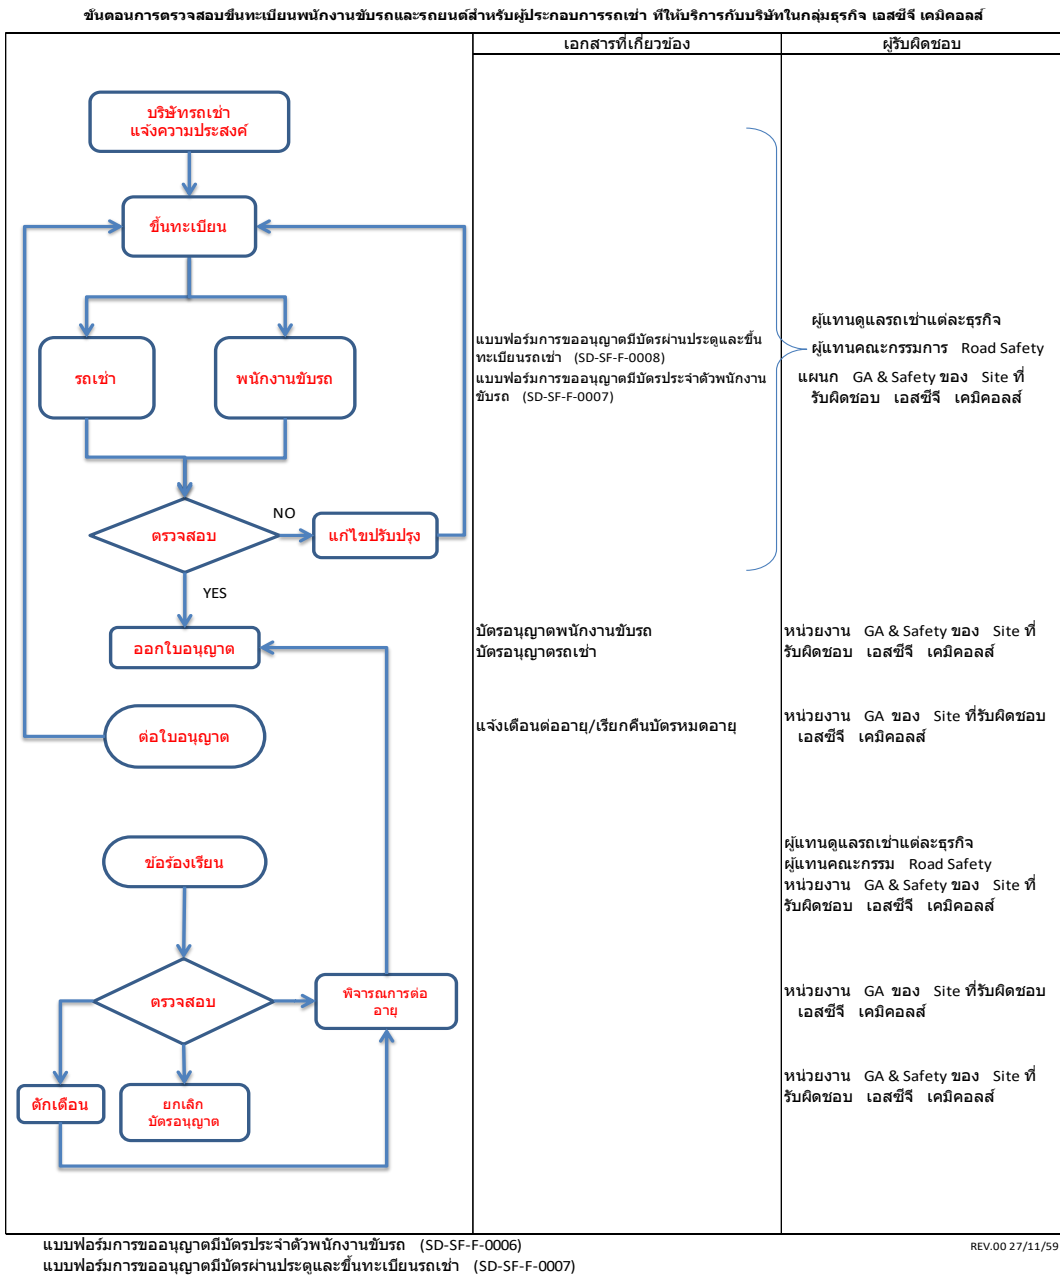 ขั้นตอนการตรวจสอบขึ้นทะเบียนพนักงานขับรถและรถยนต์สำหรับผู้ประกอบการรถเช่า ที่ให้บริการกับบริษัทในกลุ่มธุรกิจ เอสซีจี เคมิคอลส์
เอกสารที่เกี่ยวข้อง
ผู้รับผิดชอบ
บริษัทรถเช่า
แจ้งความประสงค์
ขึ้นทะเบียน
รถเช่า
พนักงานขับรถ
แบบฟอร์มการขออนุญาตมีบัตรผ่านประตูและขึ้น
ทะเบียนรถเช่า (SD-SF-F-0008)
แบบฟอร์มการขออนุญาตมีบัตรประจำตัวพนักงาน
ขับรถ (SD-SF-F-0007)
ผู้แทนดูแลรถเช่าแต่ละธุรกิจ
ผู้แทนคณะกรรมการ Road Safety
แผนก GA & Safety ของ Site ที่
รับผิดชอบ เอสซีจี เคมิคอลส์
ตรวจสอบ
NO
แก้ไขปรับปรุง
YES
ออกใบอนุญาต
บัตรอนุญาตพนักงานขับรถ
บัตรอนุญาตรถเช่า
หน่วยงาน GA & Safety ของ Site ที่
รับผิดชอบ เอสซีจี เคมิคอลส์
ต่อใบอนุญาต
แจ้งเตือนต่ออายุ/เรียกคืนบัตรหมดอายุ
หน่วยงาน GA ของ Site ที่รับผิดชอบ
เอสซีจี เคมิคอลส์
ข้อร้องเรียน
ผู้แทนดูแลรถเช่าแต่ละธุรกิจ
ผู้แทนคณะกรรม Road Safety
หน่วยงาน GA & Safety ของ Site ที่
รับผิดชอบ เอสซีจี เคมิคอลส์
ตรวจสอบ
พิจารณการต่อ
อายุ
หน่วยงาน GA ของ Site ที่รับผิดชอบ
เอสซีจี เคมิคอลส์
ตักเตือน
ยกเลิก
บัตรอนุญาต
หน่วยงาน GA & Safety ของ Site ที่
รับผิดชอบ เอสซีจี เคมิคอลส์
แบบฟอร์มการขออนุญาตมีบัตรประจำตัวพนักงานขับรถ (SD-SF-F-0006)
REV.00 27/11/59
แบบฟอร์มการขออนุญาตมีบัตรผ่านประตูและขึ้นทะเบียนรถเช่า (SD-SF-F-0007)